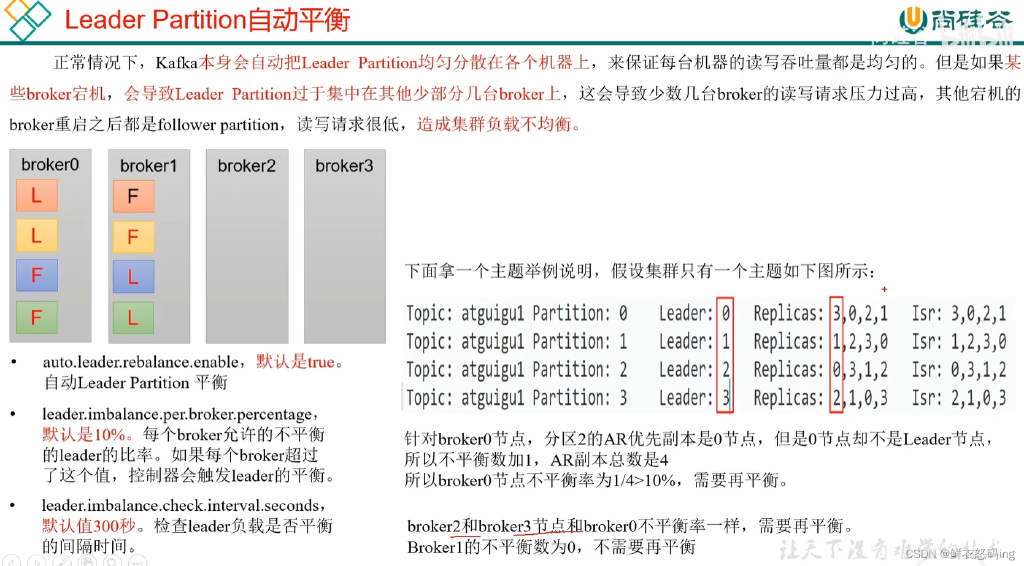 Leader Partition自动平衡
尚硅谷
正常情况下，Kafka本身会自动把Leader Partition均匀分散在各个机器上，来保证每台机器的读写吞吐量都是均匀的。但是如果某
些broker宕机，会导致Leader Partition过于集中在其他少部分几台broker上，这会导致少数几台broker的读写请求压力过高，其他宕机的
broker重启之后都是follower partition，读写请求很低，造成集群负载不均衡。
broker0 broker1 broker2 broker3
L F
L F
F L
F L
auto.leader.rebalance.enable，默认是true。
自动Leader Partition 平衡
leader.imbalance.per.broker.percentage，
默认是10%。每个broker允许的不平衡
的leader的比率。如果每个broker超过
了这个值，控制器会触发leader的平衡。
leader.imbalance.check.interval.seconds，
默认值300秒。检查leader负载是否平衡
的间隔时间。
下面拿一个主题举例说明，假设集群只有一个主题如下图所示：
Topic: atguigu1 Partition: 0 Leader: 0 Replicas: 3,0,2,1 Isr: 3,0,2,1
Topic: atguigu1 Partition: 1 Leader: 1 Replicas: 1,2,3,0 Isr: 1,2,3,0
Topic: atguigu1 Partition: 2 Leader: 2 Replicas: 0,3,1,2 Isr: 0,3,1,2
Topic: atguigu1 Partition: 3 Leader: 3 Replicas: 2,1,0,3 Isr: 2,1,0,3
针对broker0节点，分区2的AR优先副本是0节点，但是0节点却不是Leader节点，
所以不平衡数加1，AR副本总数是4
所以broker0节点不平衡率为1/4>10%，需要再平衡。
broker2和broker3节点和broker0不平衡率一样，需要再平衡。
Broker1的不平衡数为0，不需要再平衡
让天下没有难学的技术
CSDN @鲜衣怒码ing